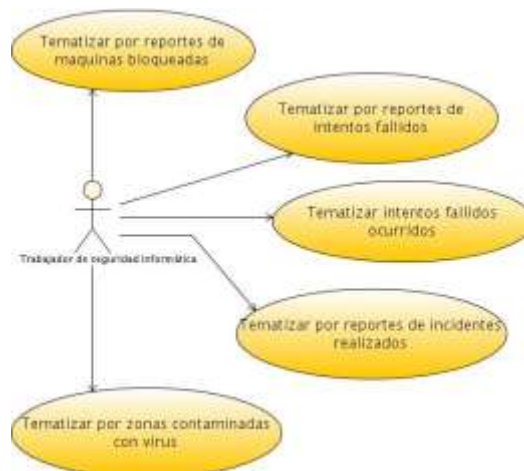 Tematizar por reportes de
maquinas bloqueadas
Tematizar por reportes de
intentos fallidos
Tematizar intentos fallidos
ocurridos
Trabajador de seguridad informática
Tematizar por reportes de incidentes
realizados
Tematizar por zonas contaminadas
con virus